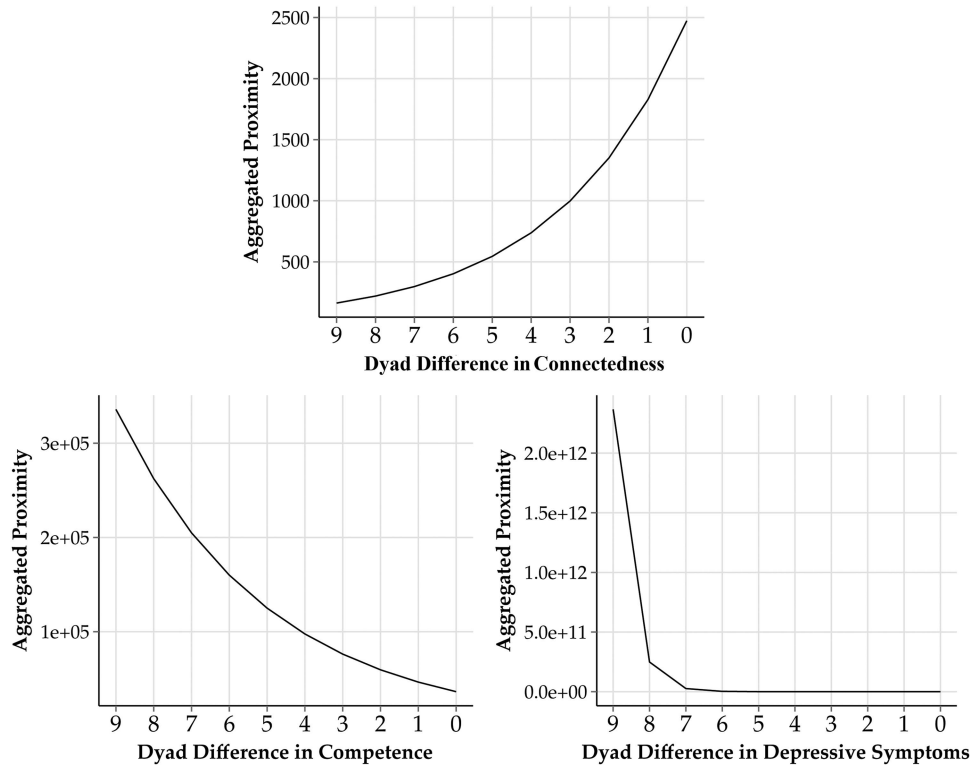 Aggregated Proximity
2500
2000
1500
1000
500
9 8 7 6 5 4 3 2 1 0
Dyad Difference in Connectedness
Aggregated Proximity
3e+05
2e+05
1e+05
9 8 7 6 5 4 3 2 1 0
Dyad Difference in Competence
Aggregated Proximity
2.0e+12
1.5e+12
1.0e+12
5.0e+11
0.0e+00
9 8 7 6 5 4 3 2 1 0
Dyad Difference in Depressive Symptoms